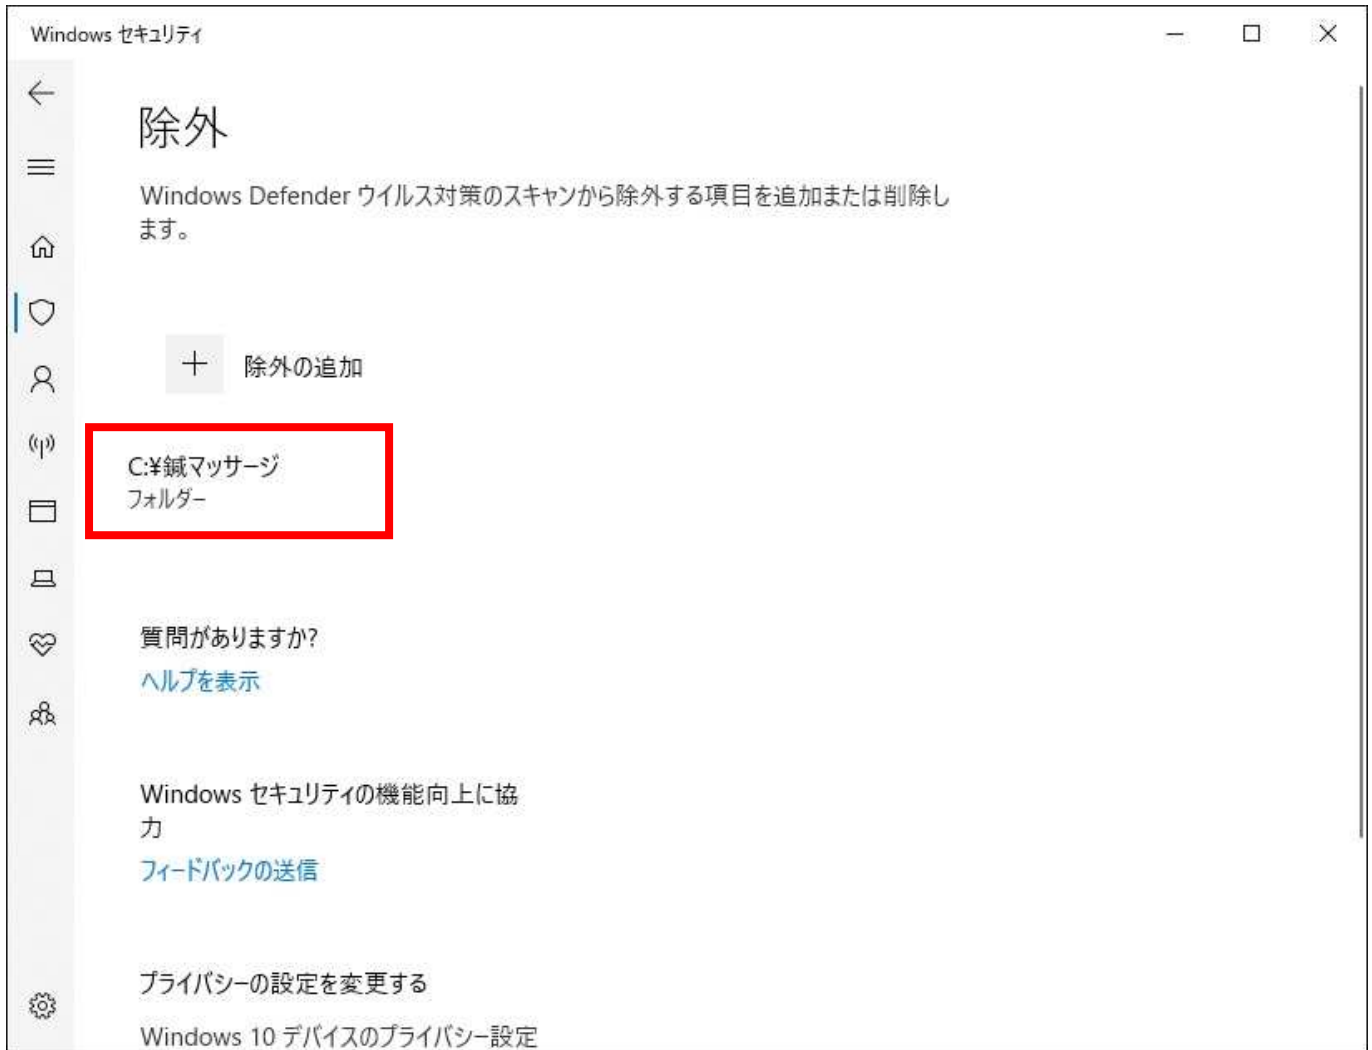 Windows セキュリティ
除外
Windows Defender ウイルス対策のスキャンから除外する項目を追加または削除し
ます。
除外の追加
C:¥鍼マッサージ
フォルダー
質問がありますか?
ヘルプを表示
Windows セキュリティの機能向上に協
力
フィードバックの送信
プライバシーの設定を変更する
Windows 10 デバイスのプライバシー設定